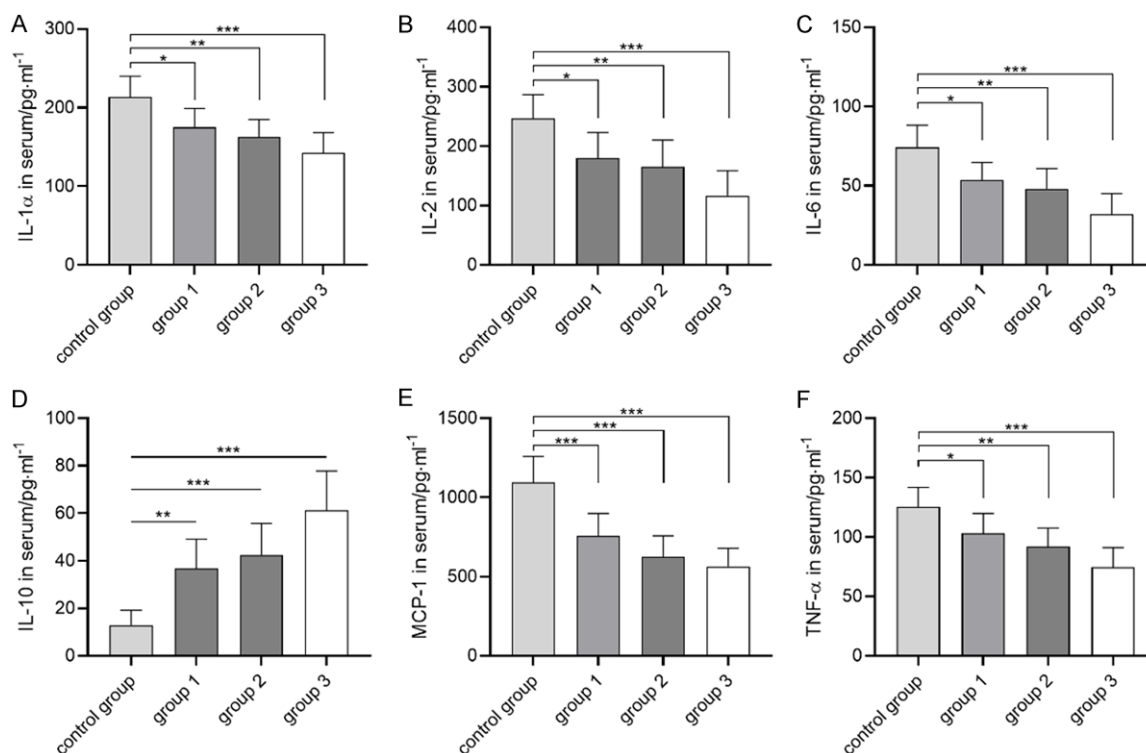 A
IL-1α in serum/pg·ml⁻¹
300
200
100
0
***
**
*
control group
group 1
group 2
group 3
B
IL-2 in serum/pg·ml⁻¹
400
300
200
100
0
***
**
*
control group
group 1
group 2
group 3
C
IL-6 in serum/pg·ml⁻¹
150
100
50
0
***
**
*
control group
group 1
group 2
group 3
D
IL-10 in serum/pg·ml⁻¹
100
80
60
40
20
0
***
***
**
control group
group 1
group 2
group 3
E
MCP-1 in serum/pg·ml⁻¹
1500
1000
500
0
***
***
***
control group
group 1
group 2
group 3
F
TNF-α in serum/pg·ml⁻¹
200
150
100
50
0
***
**
*
control group
group 1
group 2
group 3